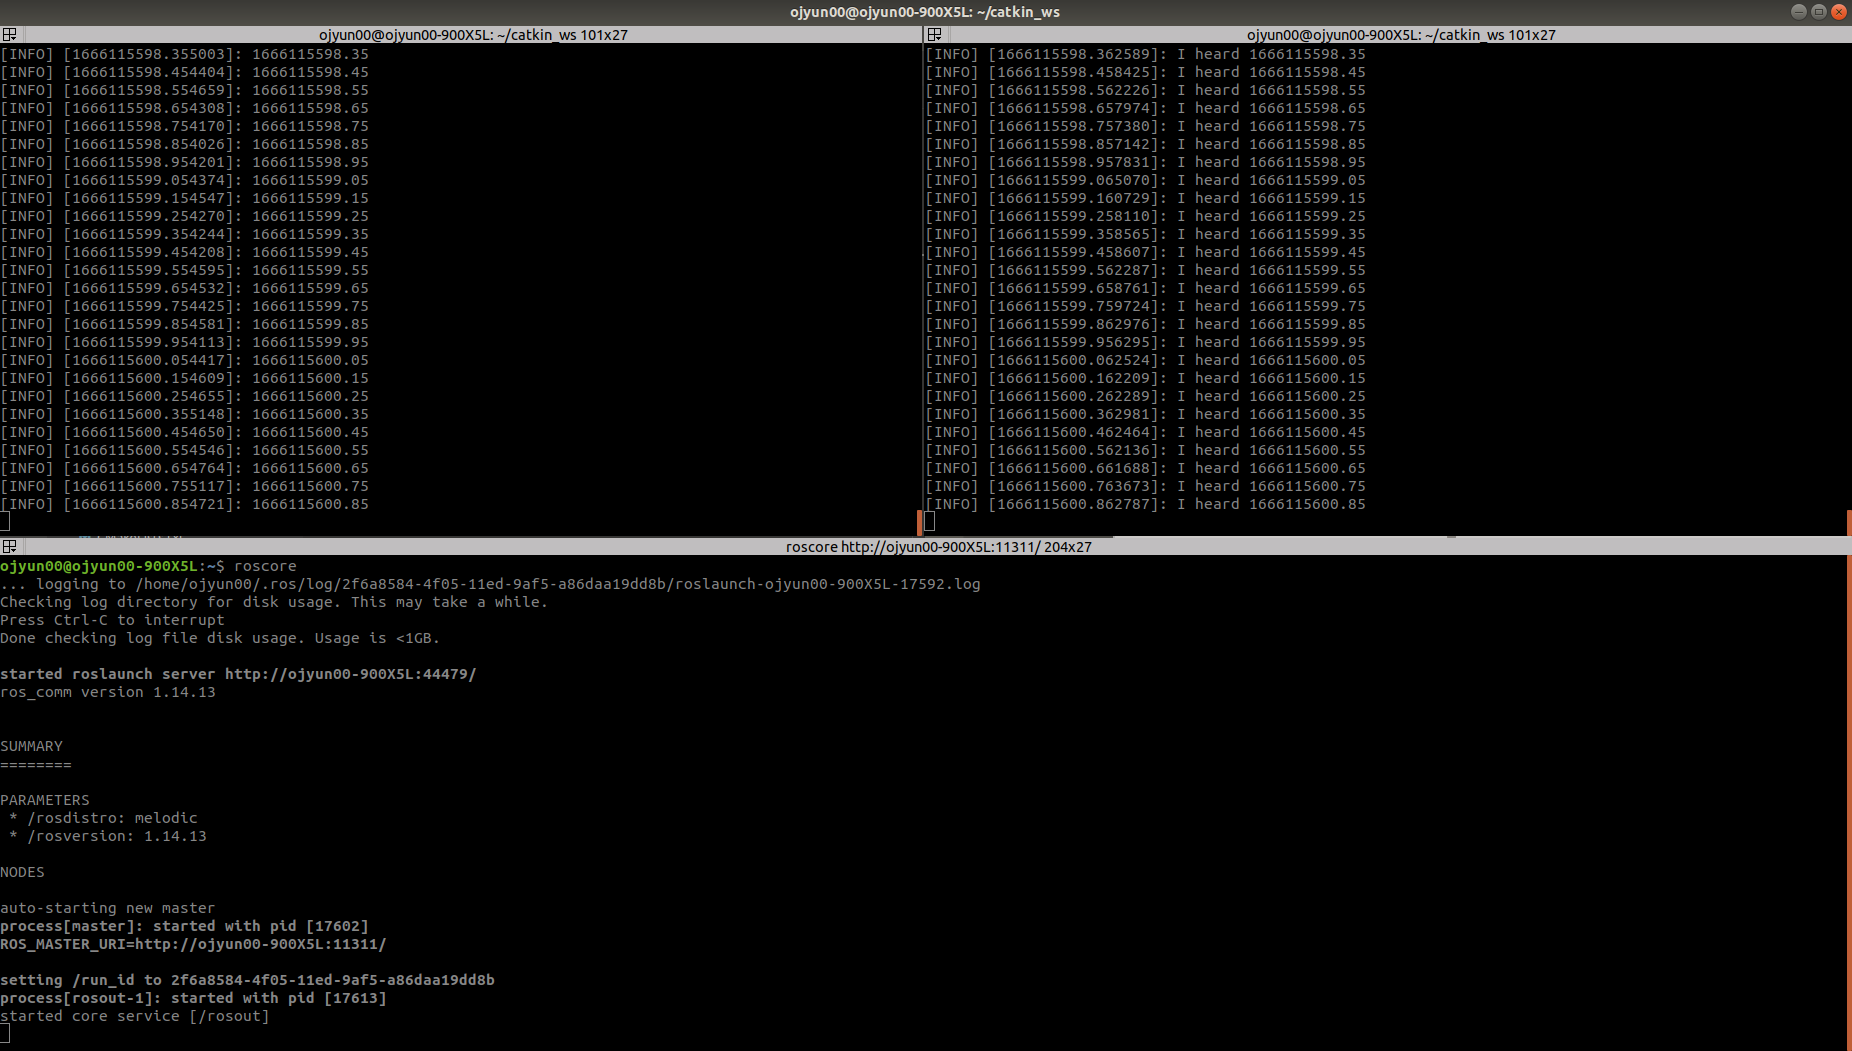 ojyun00@ojyun00-900X5L: ~/catkin_ws
ojyun00@ojyun00-900X5L: ~/catkin_ws 101x27
[INFO] [1666115598.355003]: 1666115598.35
[INFO] [1666115598.454404]: 1666115598.45
[INFO] [1666115598.554659]: 1666115598.55
[INFO] [1666115598.654308]: 1666115598.65
[INFO] [1666115598.754170]: 1666115598.75
[INFO] [1666115598.854026]: 1666115598.85
[INFO] [1666115598.954201]: 1666115598.95
[INFO] [1666115599.054374]: 1666115599.05
[INFO] [1666115599.154547]: 1666115599.15
[INFO] [1666115599.254270]: 1666115599.25
[INFO] [1666115599.354244]: 1666115599.35
[INFO] [1666115599.454208]: 1666115599.45
[INFO] [1666115599.554595]: 1666115599.55
[INFO] [1666115599.654532]: 1666115599.65
[INFO] [1666115599.754425]: 1666115599.75
[INFO] [1666115599.854581]: 1666115599.85
[INFO] [1666115599.954113]: 1666115599.95
[INFO] [1666115600.054417]: 1666115600.05
[INFO] [1666115600.154609]: 1666115600.15
[INFO] [1666115600.254655]: 1666115600.25
[INFO] [1666115600.355148]: 1666115600.35
[INFO] [1666115600.454650]: 1666115600.45
[INFO] [1666115600.554546]: 1666115600.55
[INFO] [1666115600.654764]: 1666115600.65
[INFO] [1666115600.755117]: 1666115600.75
[INFO] [1666115600.854721]: 1666115600.85
ojyun00@ojyun00-900X5L: ~/catkin_ws 101x27
[INFO] [1666115598.362589]: I heard 1666115598.35
[INFO] [1666115598.458425]: I heard 1666115598.45
[INFO] [1666115598.562226]: I heard 1666115598.55
[INFO] [1666115598.657974]: I heard 1666115598.65
[INFO] [1666115598.757380]: I heard 1666115598.75
[INFO] [1666115598.857142]: I heard 1666115598.85
[INFO] [1666115598.957831]: I heard 1666115598.95
[INFO] [1666115599.065070]: I heard 1666115599.05
[INFO] [1666115599.160729]: I heard 1666115599.15
[INFO] [1666115599.258110]: I heard 1666115599.25
[INFO] [1666115599.358565]: I heard 1666115599.35
[INFO] [1666115599.458607]: I heard 1666115599.45
[INFO] [1666115599.562287]: I heard 1666115599.55
[INFO] [1666115599.658761]: I heard 1666115599.65
[INFO] [1666115599.759724]: I heard 1666115599.75
[INFO] [1666115599.862976]: I heard 1666115599.85
[INFO] [1666115599.956295]: I heard 1666115599.95
[INFO] [1666115600.062524]: I heard 1666115600.05
[INFO] [1666115600.162209]: I heard 1666115600.15
[INFO] [1666115600.262289]: I heard 1666115600.25
[INFO] [1666115600.362981]: I heard 1666115600.35
[INFO] [1666115600.462464]: I heard 1666115600.45
[INFO] [1666115600.562136]: I heard 1666115600.55
[INFO] [1666115600.661688]: I heard 1666115600.65
[INFO] [1666115600.763673]: I heard 1666115600.75
[INFO] [1666115600.862787]: I heard 1666115600.85
roscore http://ojyun00-900X5L:11311/ 204x27
ojyun00@ojyun00-900X5L:~$ roscore
... logging to /home/ojyun00/.ros/log/2f6a8584-4f05-11ed-9af5-a86daa19dd8b/roslaunch-ojyun00-900X5L-17592.log
Checking log directory for disk usage. This may take a while.
Press Ctrl-C to interrupt
Done checking log file disk usage. Usage is <1GB.
started roslaunch server http://ojyun00-900X5L:44479/
ros_comm version 1.14.13
SUMMARY
========
PARAMETERS
* /rosdistro: melodic
* /rosversion: 1.14.13
NODES
auto-starting new master
process[master]: started with pid [17602]
ROS_MASTER_URI=http://ojyun00-900X5L:11311/
setting /run_id to 2f6a8584-4f05-11ed-9af5-a86daa19dd8b
process[rosout-1]: started with pid [17613]
started core service [/rosout]